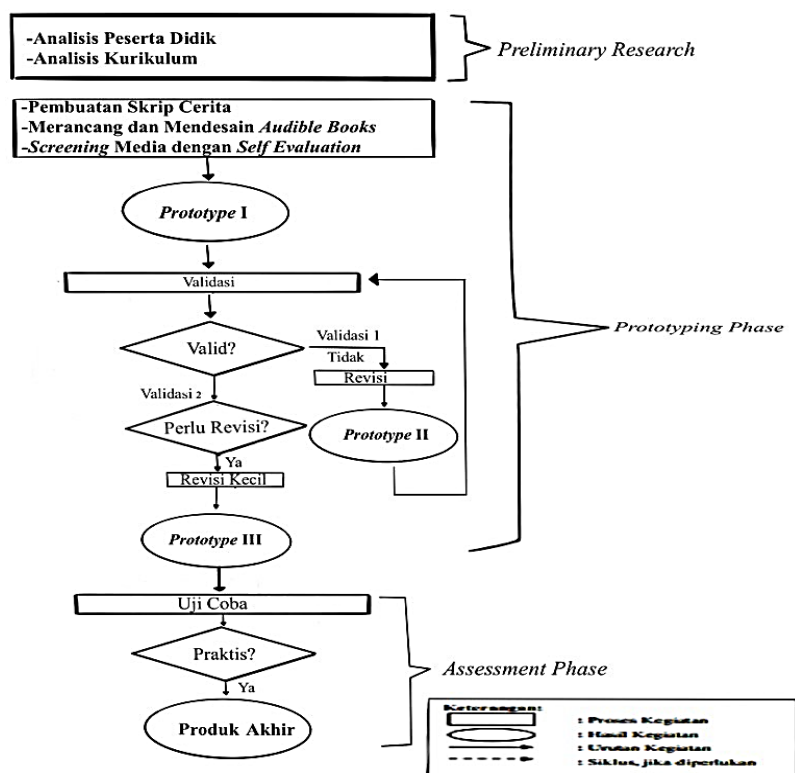 -Analisis Peserta Didik
-Analisis Kurikulum
Preliminary Research
-Pembuatan Skrip Cerita
-Merancang dan Mendesain Audible Books
-Screening Media dengan Self Evaluation
Prototype I
Validasi
Valid?
Validasi 1
Tidak
Revisi
Prototype II
Validasi 2
Perlu Revisi?
Ya
Revisi Kecil
Prototype III
Prototyping Phase
Uji Coba
Praktis?
Ya
Produk Akhir
Assessment Phase
Keterangan:
: Proses Kegiatan
: Hasil Kegiatan
: Urutan Kegiatan
: Siklus, jika diperlukan